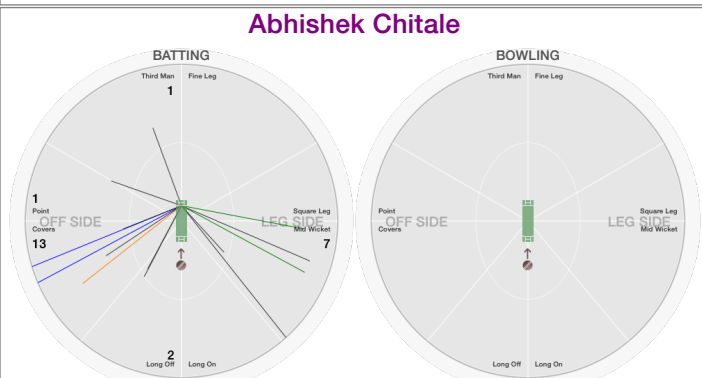 Abhishek Chitale
BATTING
Third Man Fine Leg
1
1
Point
OFF SIDE
Covers
13
Square Leg
LEG SIDE
Mid Wicket
7
2
Long Off Long On
BOWLING
Third Man Fine Leg
Point
OFF SIDE
Covers
Square Leg
LEG SIDE
Mid Wicket
Long Off Long On